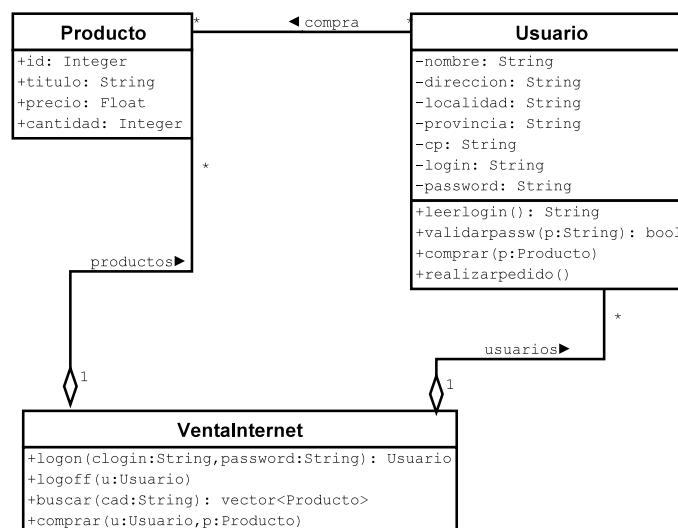 Producto
+id: Integer
+titulo: String
+precio: Float
+cantidad: Integer
*
compra
*
Usuario
-nombre: String
-direccion: String
-localidad: String
-provincia: String
-cp: String
-login: String
-password: String
+leerlogin(): String
+validarpassw(p:String): bool
+comprar(p:Producto)
+realizarpedido()
*
productos
1
*
usuarios
1
VentaInternet
+logon(clogin:String,password:String): Usuario
+logoff(u:Usuario)
+buscar(cad:String): vector<Producto>
+comprar(u:Usuario,p:Producto)